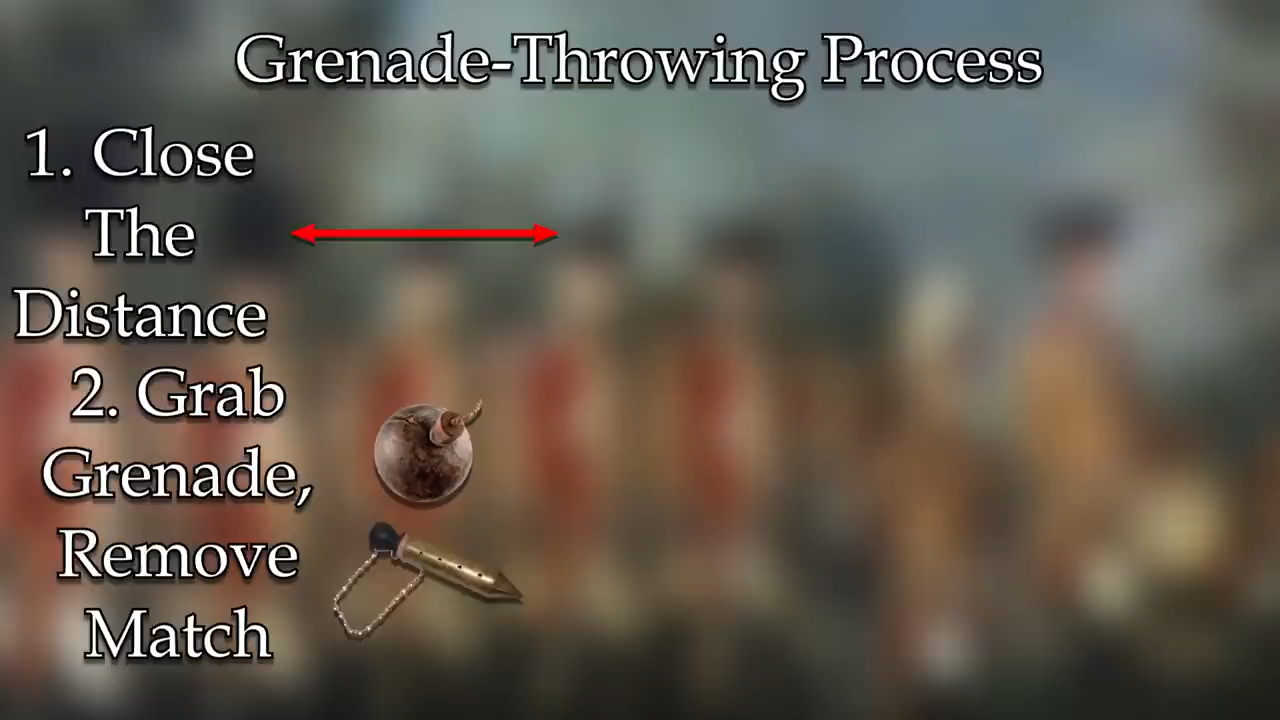 Grenade-Throwing Process
1. Close
The
Distance
2. Grab
Grenade,
Remove
Match